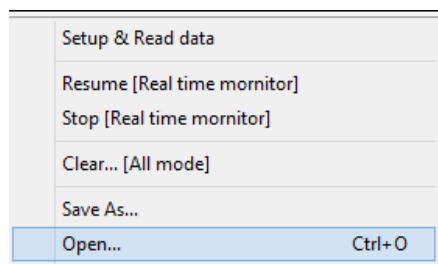 Setup & Read data
Resume [Real time mornitor]
Stop [Real time mornitor]
Clear... [All mode]
Save As...
Open... Ctrl+O